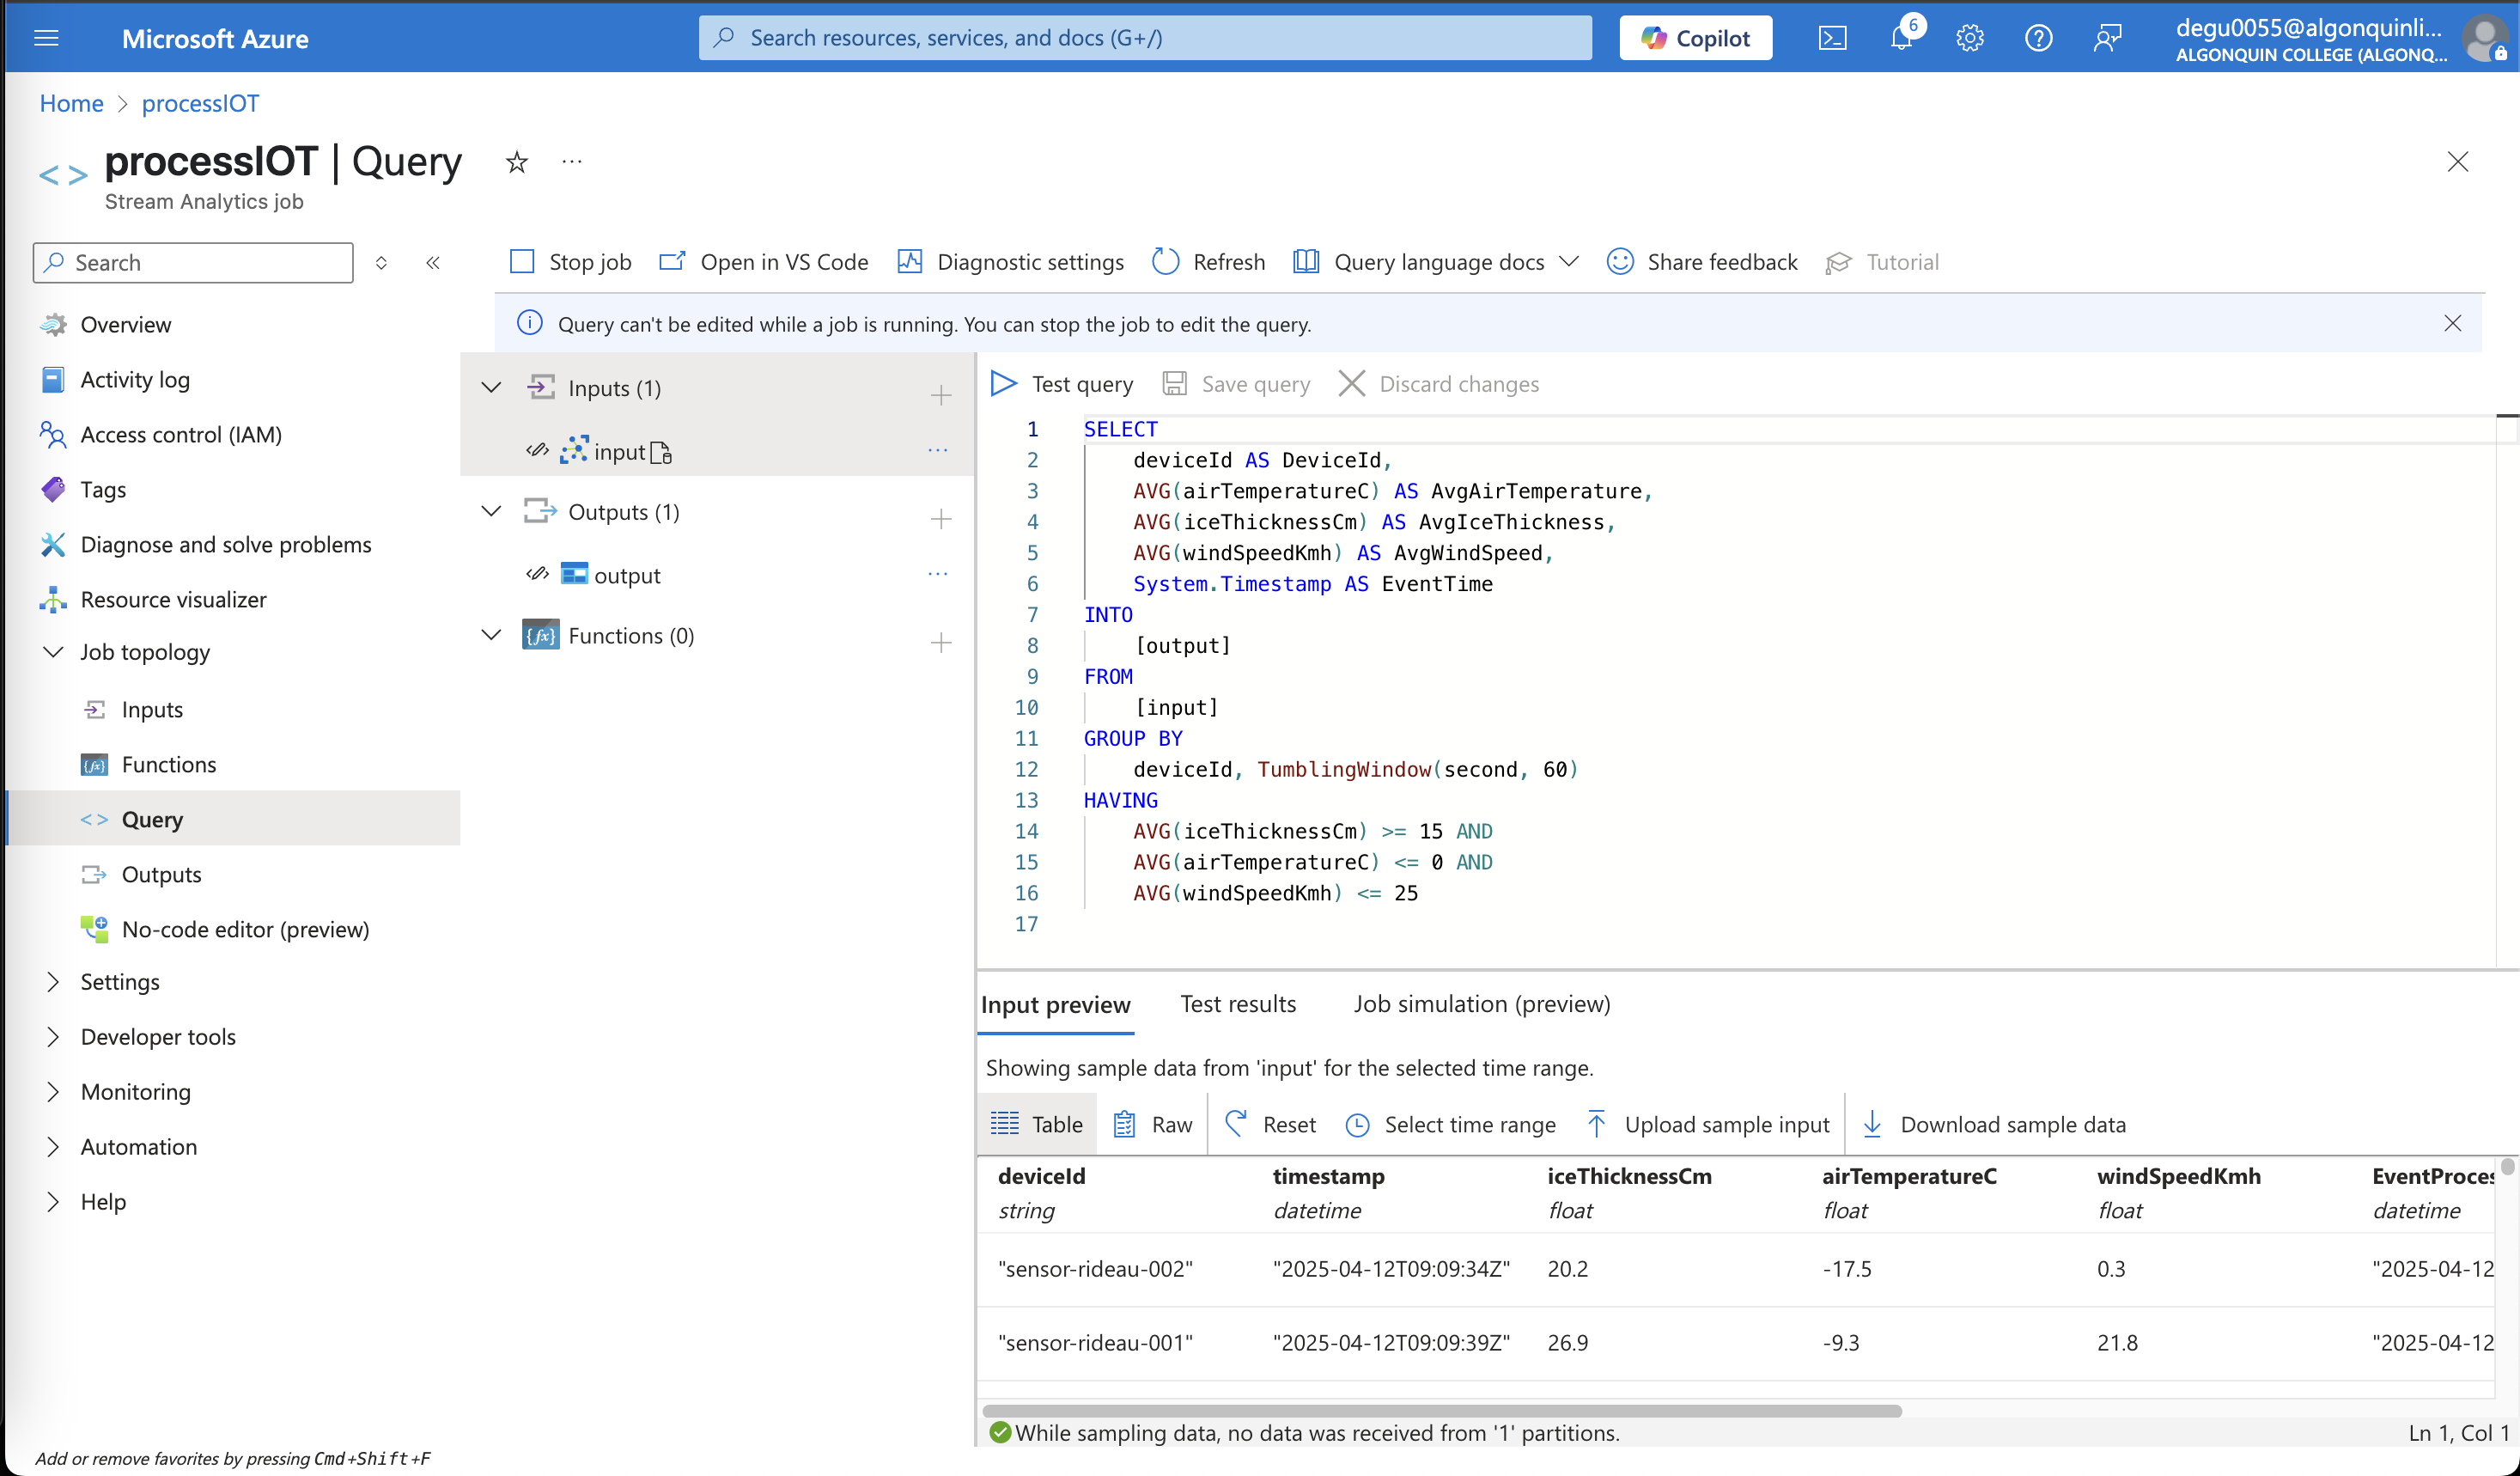 Microsoft Azure
Search resources, services, and docs (G+/)
Copilot
6
degu0055@algonquinli...
ALGONQUIN COLLEGE (ALGONQ...
Home > processIOT
processIOT | Query
Stream Analytics job
Search
Stop job
Open in VS Code
Diagnostic settings
Refresh
Query language docs
Share feedback
Tutorial
Query can't be edited while a job is running. You can stop the job to edit the query.
Overview
Activity log
Access control (IAM)
Tags
Diagnose and solve problems
Resource visualizer
Job topology
Inputs
Functions
Query
Outputs
No-code editor (preview)
Settings
Developer tools
Monitoring
Automation
Help
Add or remove favorites by pressing Cmd+Shift+F
Inputs (1)
input
Outputs (1)
output
Functions (0)
Test query
Save query
Discard changes
1 SELECT
2 deviceId AS DeviceId,
3 AVG(airTemperatureC) AS AvgAirTemperature,
4 AVG(iceThicknessCm) AS AvgIceThickness,
5 AVG(windSpeedKmh) AS AvgWindSpeed,
6 System.Timestamp AS EventTime
7 INTO
8 [output]
9 FROM
10 [input]
11 GROUP BY
12 deviceId, TumblingWindow(second, 60)
13 HAVING
14 AVG(iceThicknessCm) >= 15 AND
15 AVG(airTemperatureC) <= 0 AND
16 AVG(windSpeedKmh) <= 25
17
Input preview
Test results
Job simulation (preview)
Showing sample data from 'input' for the selected time range.
Table
Raw
Reset
Select time range
Upload sample input
Download sample data
deviceId timestamp iceThicknessCm airTemperatureC windSpeedKmh EventProces
string datetime float float float datetime
"sensor-rideau-002" "2025-04-12T09:09:34Z" 20.2 -17.5 0.3 "2025-04-12
"sensor-rideau-001" "2025-04-12T09:09:39Z" 26.9 -9.3 21.8 "2025-04-12
While sampling data, no data was received from '1' partitions.
Ln 1, Col 1